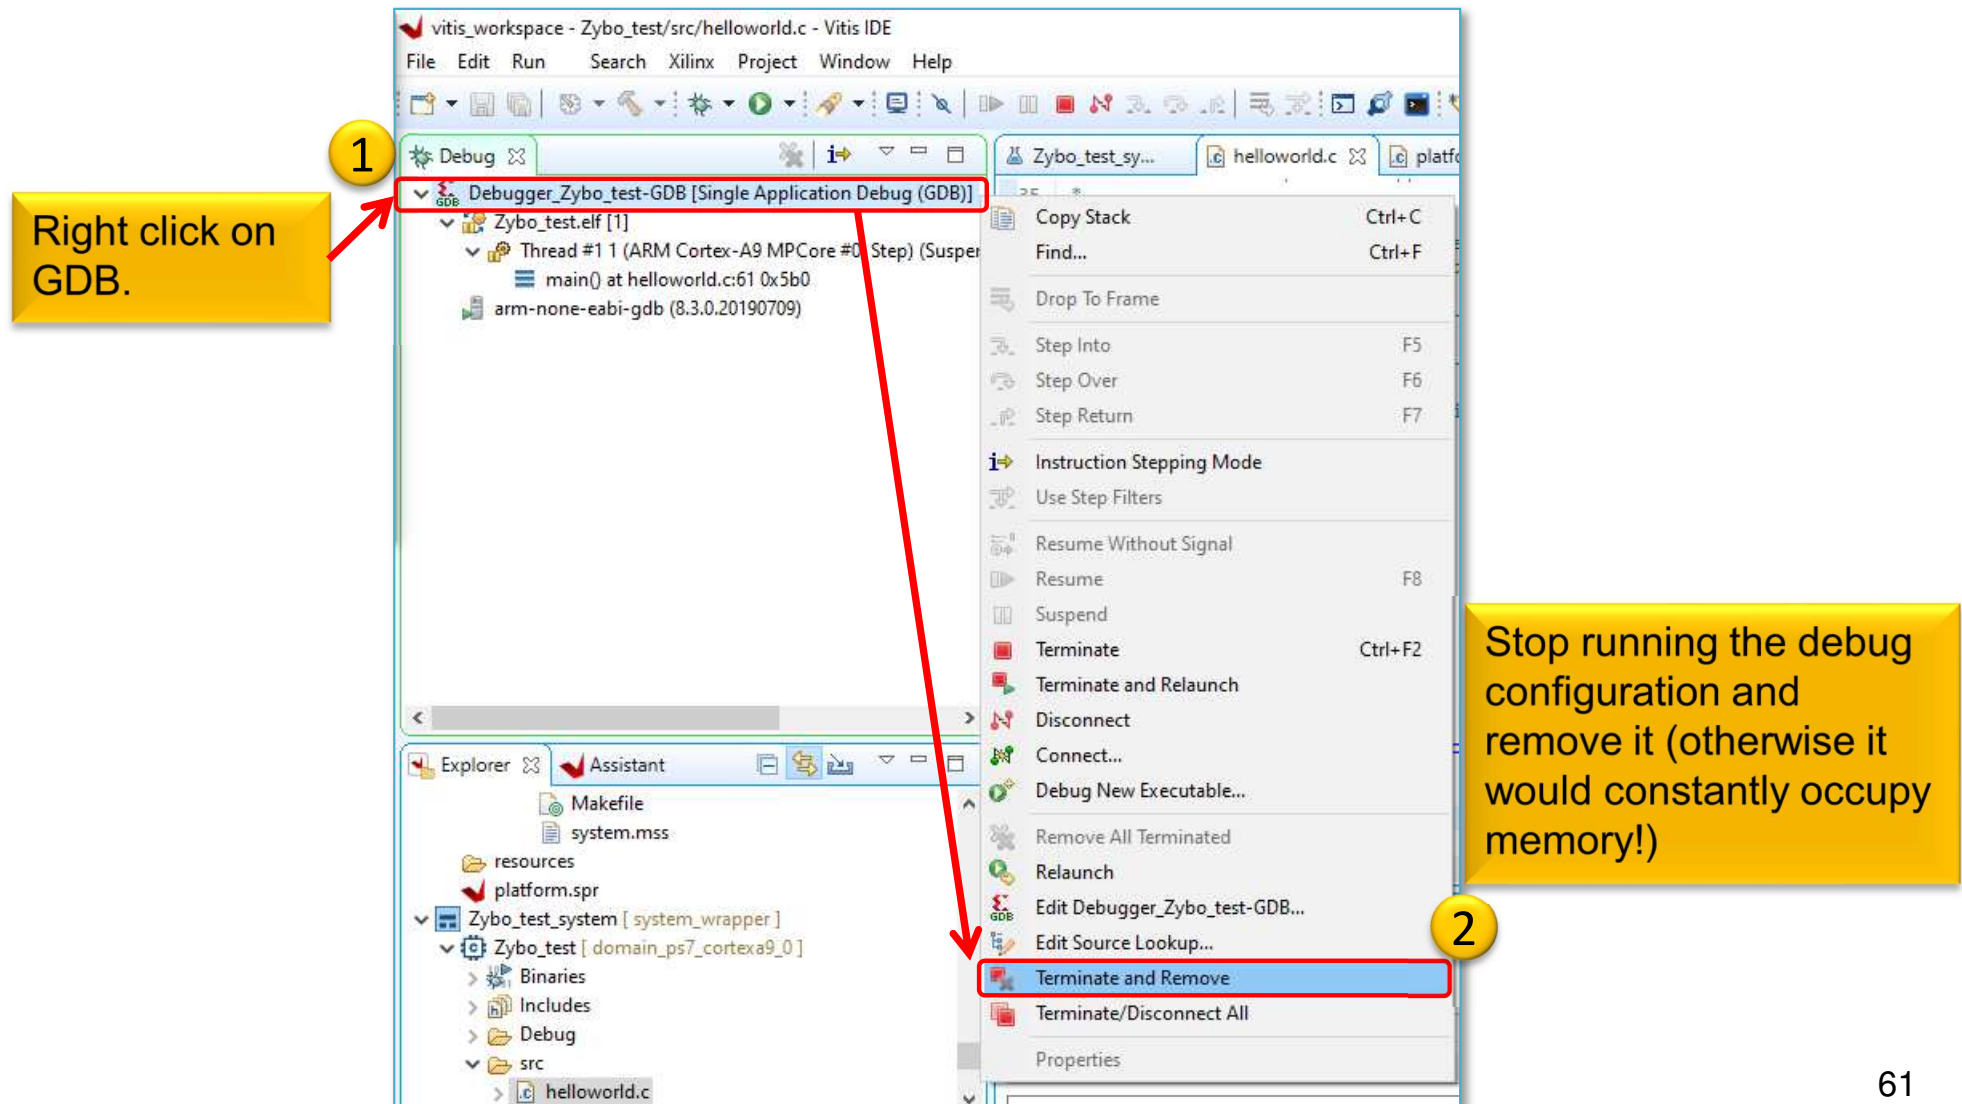 vitis_workspace - Zybo_test/src/helloworld.c - Vitis IDE
File Edit Run Search Xilinx Project Window Help
1
Debug
Zybo_test_sy...
helloworld.c
Right click on
GDB.
Debugger_Zybo_test-GDB [Single Application Debug (GDB)]
Zybo_test.elf [1]
Thread #1 1 (ARM Cortex-A9 MPCore #0 Step) (Susper
main() at helloworld.c:61 0x5b0
arm-none-eabi-gdb (8.3.0.20190709)
Copy Stack Ctrl+C
Find... Ctrl+F
Drop To Frame
Step Into F5
Step Over F6
Step Return F7
Instruction Stepping Mode
Use Step Filters
Resume Without Signal
Resume F8
Suspend
Terminate Ctrl+F2
Terminate and Relaunch
Disconnect
Connect...
Debug New Executable...
Remove All Terminated
Relaunch
Edit Debugger_Zybo_test-GDB...
Edit Source Lookup...
Terminate and Remove
Terminate/Disconnect All
Properties
Stop running the debug
configuration and
remove it (otherwise it
would constantly occupy
memory!)
2
Explorer
Assistant
Makefile
system.mss
resources
platform.spr
Zybo_test_system [ system_wrapper ]
Zybo_test [ domain_ps7_cortexa9_0 ]
Binaries
Includes
Debug
src
helloworld.c
61